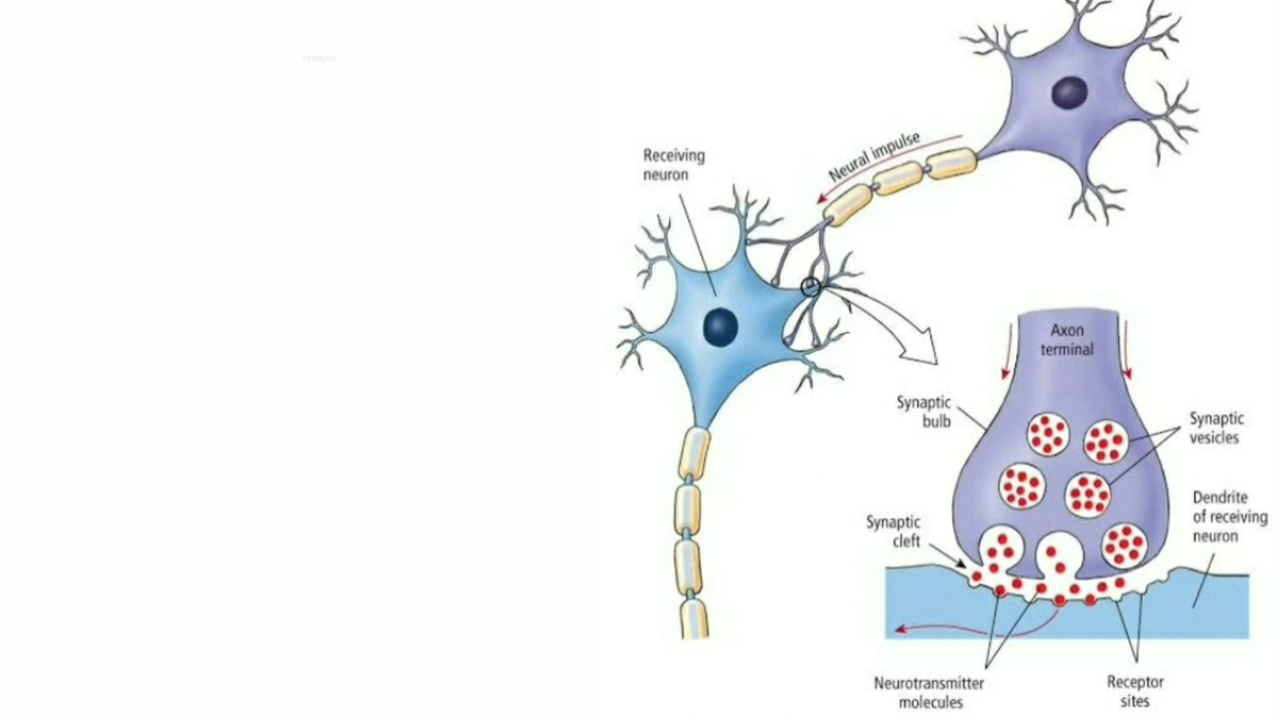 Synapse
Neural impulse
Receiving
neuron
Axon
terminal
Synaptic
bulb
Synaptic
vesicles
Dendrite
of receiving
neuron
Synaptic
cleft
Neurotransmitter
molecules
Receptor
sites